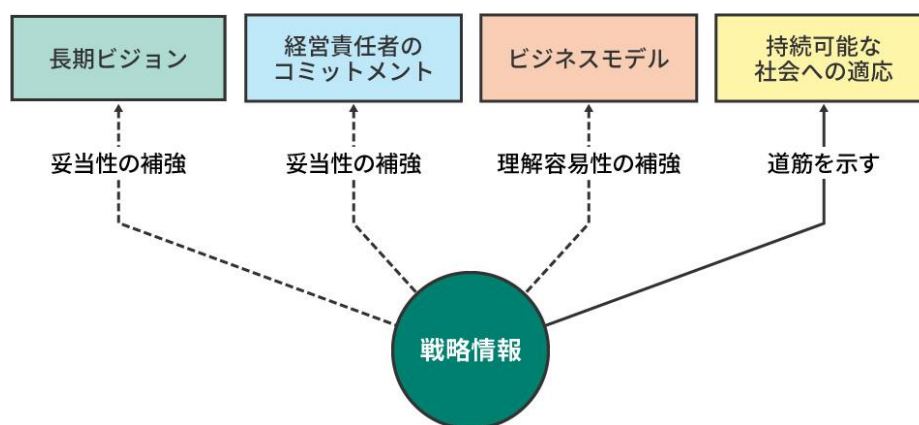 長期ビジョン
経営責任者の
コミットメント
ビジネスモデル
持続可能な
社会への適応
妥当性の補強
妥当性の補強
理解容易性の補強
道筋を示す
戦略情報